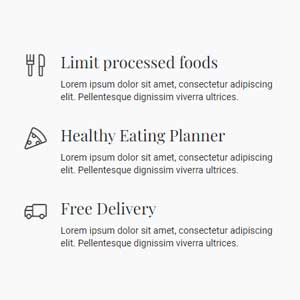 Limit processed foods
Lorem ipsum dolor sit amet, consectetur adipiscing
elit. Pellentesque dignissim viverra ultrices.
Healthy Eating Planner
Lorem ipsum dolor sit amet, consectetur adipiscing
elit. Pellentesque dignissim viverra ultrices.
Free Delivery
Lorem ipsum dolor sit amet, consectetur adipiscing
elit. Pellentesque dignissim viverra ultrices.